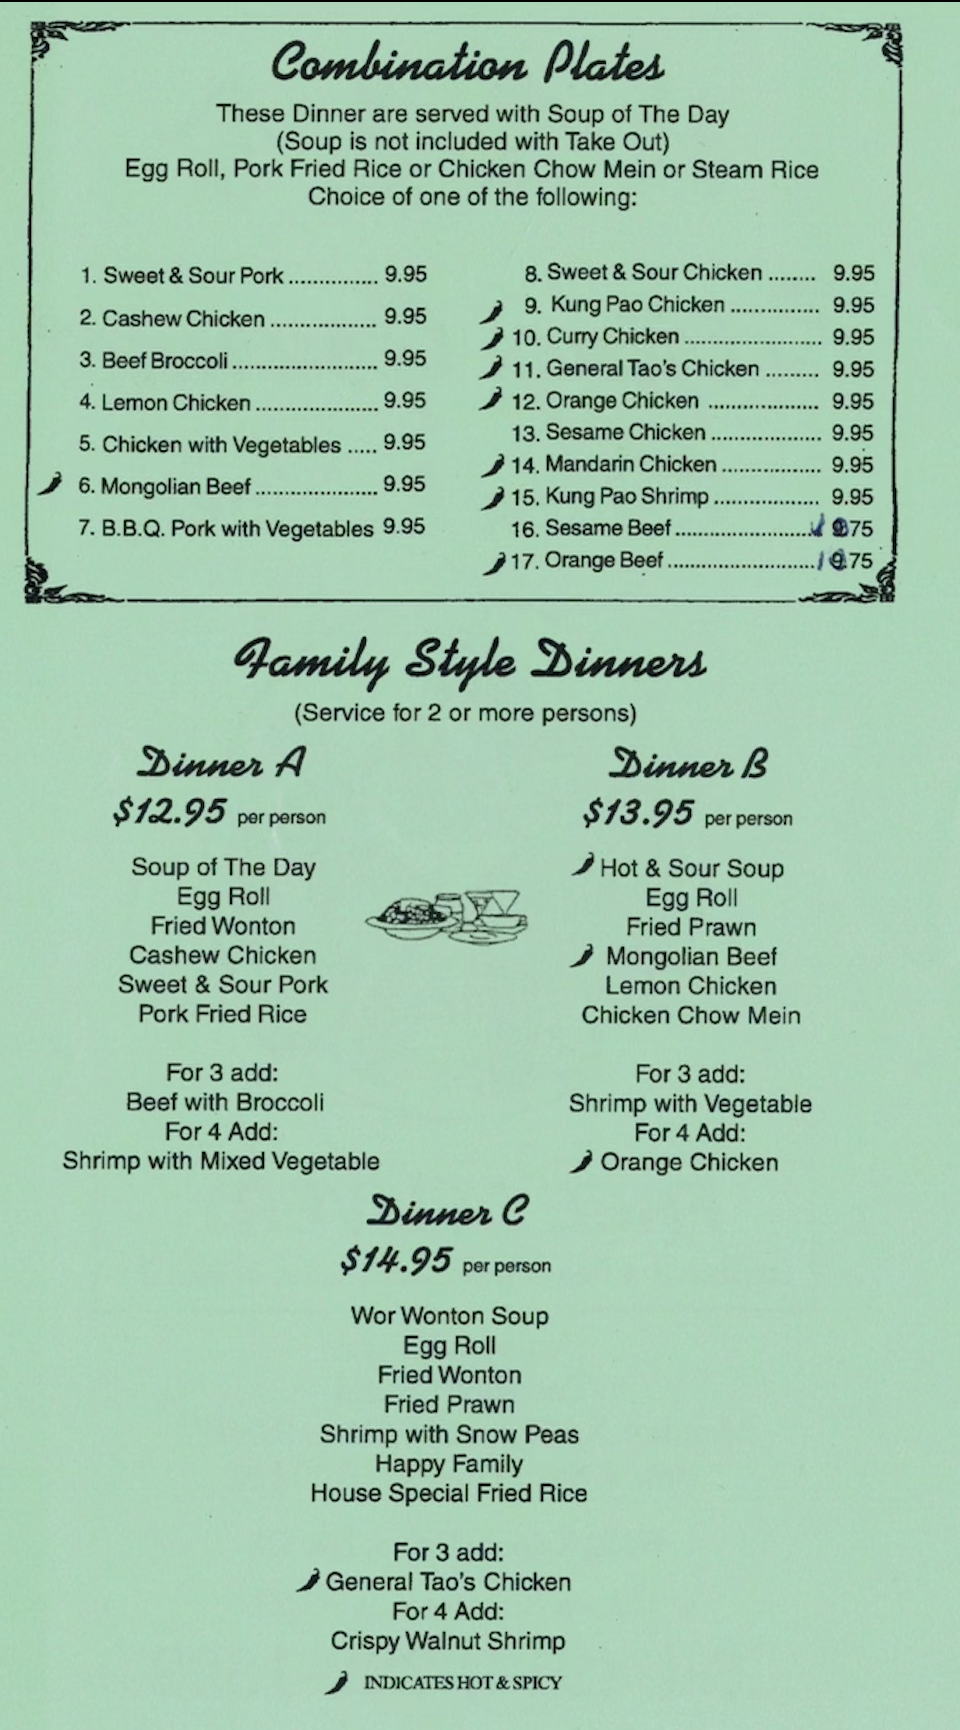 Combination Plates
These Dinner are served with Soup of The Day
(Soup is not included with Take Out)
Egg Roll, Pork Fried Rice or Chicken Chow Mein or Steam Rice
Choice of one of the following:
1. Sweet & Sour Pork ............... 9.95
2. Cashew Chicken .................. 9.95
3. Beef Broccoli ........................ 9.95
4. Lemon Chicken .................... 9.95
5. Chicken with Vegetables ..... 9.95
6. Mongolian Beef .................... 9.95
7. B.B.Q. Pork with Vegetables 9.95
8. Sweet & Sour Chicken ........ 9.95
9. Kung Pao Chicken ............... 9.95
10. Curry Chicken ....................... 9.95
11. General Tao's Chicken ......... 9.95
12. Orange Chicken ................... 9.95
13. Sesame Chicken .................. 9.95
14. Mandarin Chicken ................ 9.95
15. Kung Pao Shrimp ................. 9.95
16. Sesame Beef ....................... 75
17. Orange Beef .......................... 75
Family Style Dinners
(Service for 2 or more persons)
Dinner A
$12.95 per person
Soup of The Day
Egg Roll
Fried Wonton
Cashew Chicken
Sweet & Sour Pork
Pork Fried Rice
For 3 add:
Beef with Broccoli
For 4 Add:
Shrimp with Mixed Vegetable
Dinner B
$13.95 per person
Hot & Sour Soup
Egg Roll
Fried Prawn
Mongolian Beef
Lemon Chicken
Chicken Chow Mein
For 3 add:
Shrimp with Vegetable
For 4 Add:
Orange Chicken
Dinner C
$14.95 per person
Wor Wonton Soup
Egg Roll
Fried Wonton
Fried Prawn
Shrimp with Snow Peas
Happy Family
House Special Fried Rice
For 3 add:
General Tao's Chicken
For 4 Add:
Crispy Walnut Shrimp
INDICATES HOT & SPICY